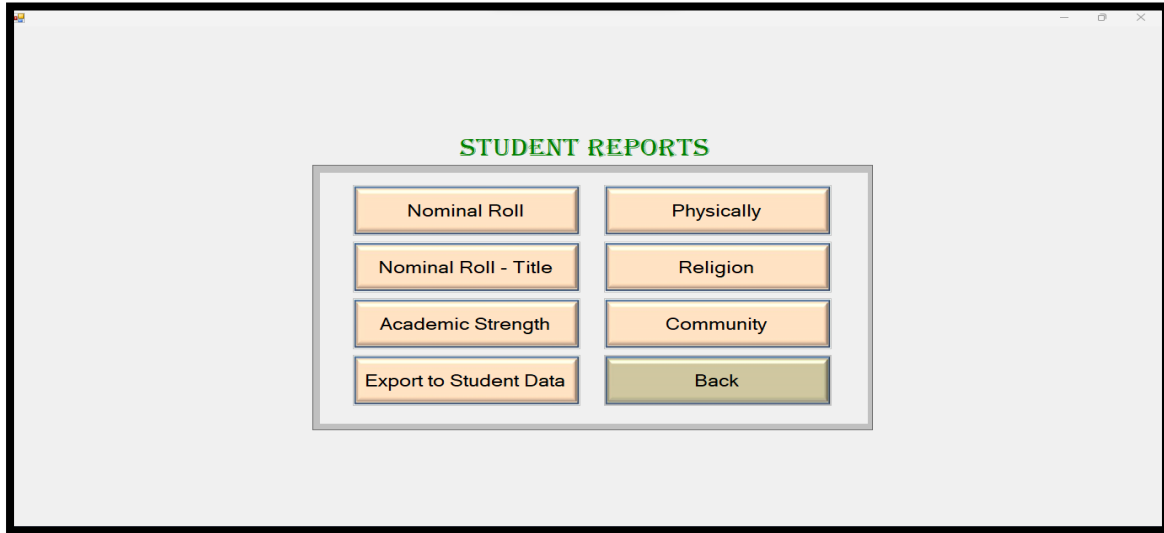 STUDENT REPORTS
Nominal Roll
Physically
Nominal Roll - Title
Religion
Academic Strength
Community
Export to Student Data
Back